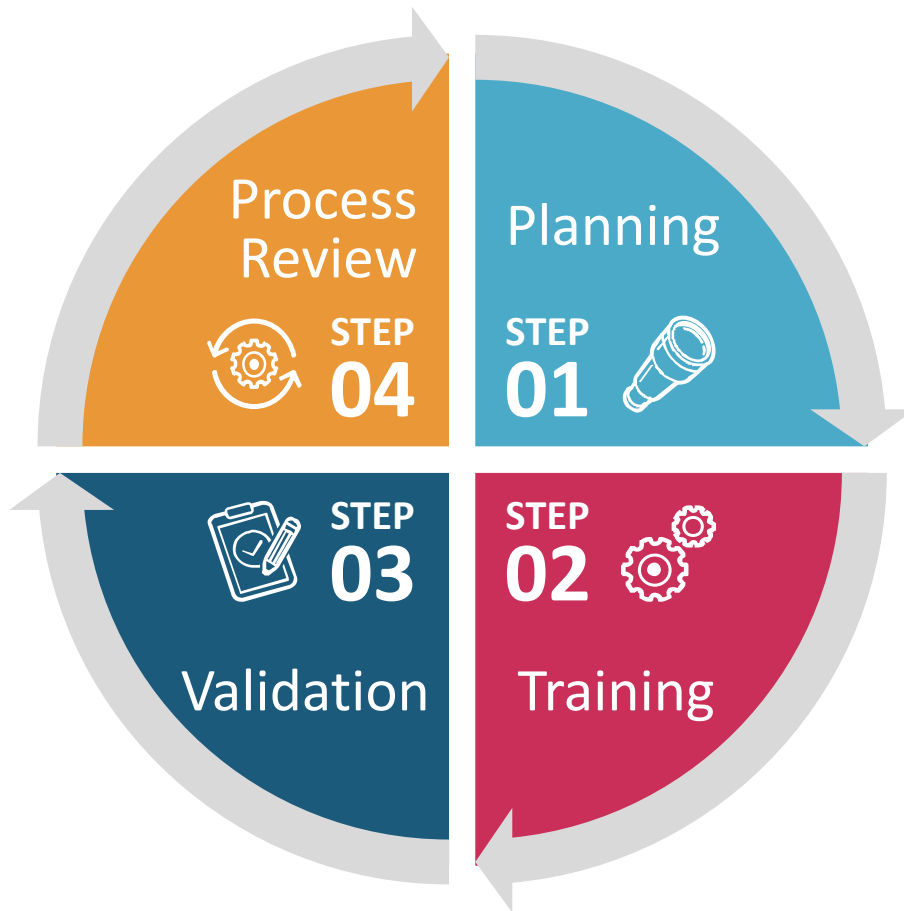 Planning
STEP
01
STEP
02
Training
STEP
03
Validation
Process
Review
STEP
04